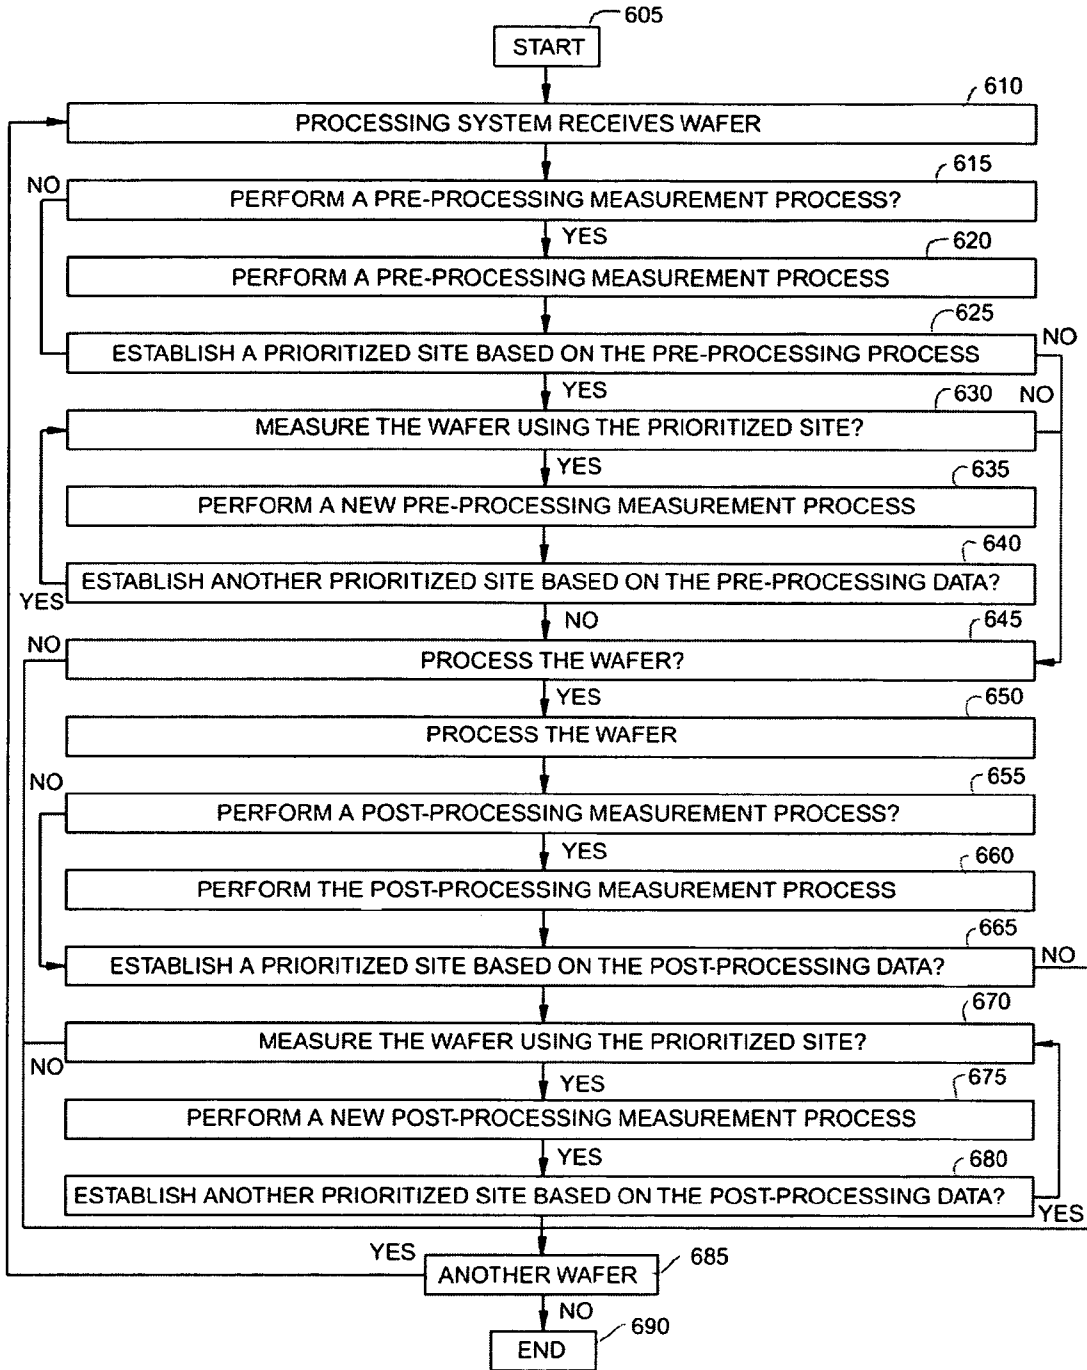 605
START
610
PROCESSING SYSTEM RECEIVES WAFER
NO
615
PERFORM A PRE-PROCESSING MEASUREMENT PROCESS?
YES
620
PERFORM A PRE-PROCESSING MEASUREMENT PROCESS
625
ESTABLISH A PRIORITIZED SITE BASED ON THE PRE-PROCESSING PROCESS
NO
YES
630
NO
MEASURE THE WAFER USING THE PRIORITIZED SITE?
YES
635
PERFORM A NEW PRE-PROCESSING MEASUREMENT PROCESS
640
ESTABLISH ANOTHER PRIORITIZED SITE BASED ON THE PRE-PROCESSING DATA?
YES
NO
645
NO
PROCESS THE WAFER?
YES
650
PROCESS THE WAFER
NO
655
PERFORM A POST-PROCESSING MEASUREMENT PROCESS?
YES
660
PERFORM THE POST-PROCESSING MEASUREMENT PROCESS
665
ESTABLISH A PRIORITIZED SITE BASED ON THE POST-PROCESSING DATA?
NO
670
MEASURE THE WAFER USING THE PRIORITIZED SITE?
NO
YES
675
PERFORM A NEW POST-PROCESSING MEASUREMENT PROCESS
YES
680
ESTABLISH ANOTHER PRIORITIZED SITE BASED ON THE POST-PROCESSING DATA?
YES
YES
ANOTHER WAFER
685
NO
END
690